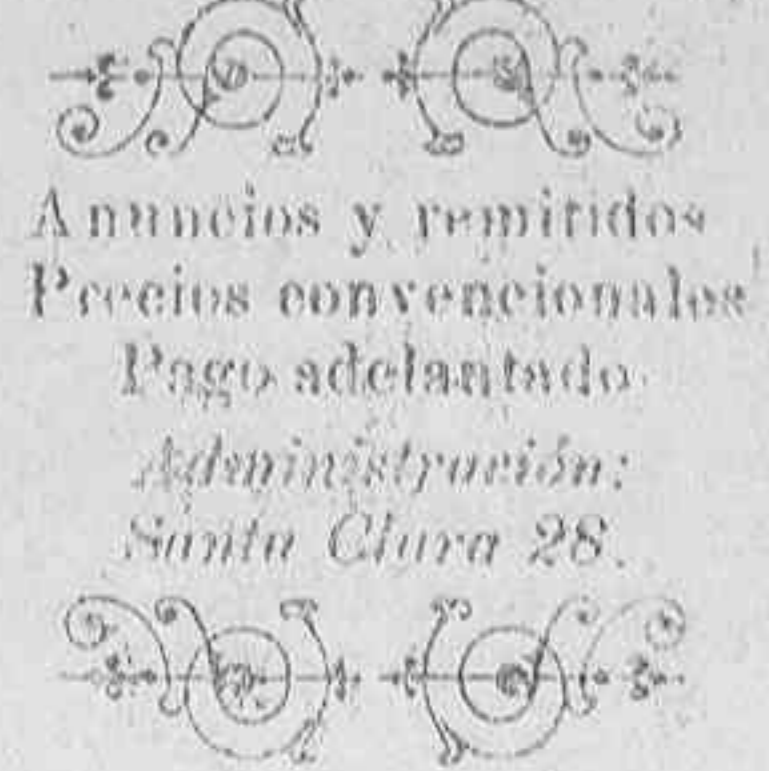 Anuncios y remitidos
Precios convencionales
Pago adelantado
Administración:
Santa Clara 28.